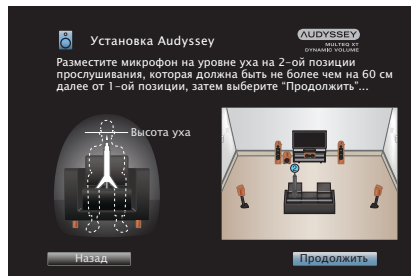 Установка Audyssey
AUDYSSEY
MULTEQ XT
DYNAMIC VOLUME
Разместите микрофон на уровне уха на 2-ой позиции
прослушивания, которая должна быть не более чем на 60 см
далее от 1-ой позиции, затем выберите “Продолжить”...
Высота уха
2
Назад
Продолжить